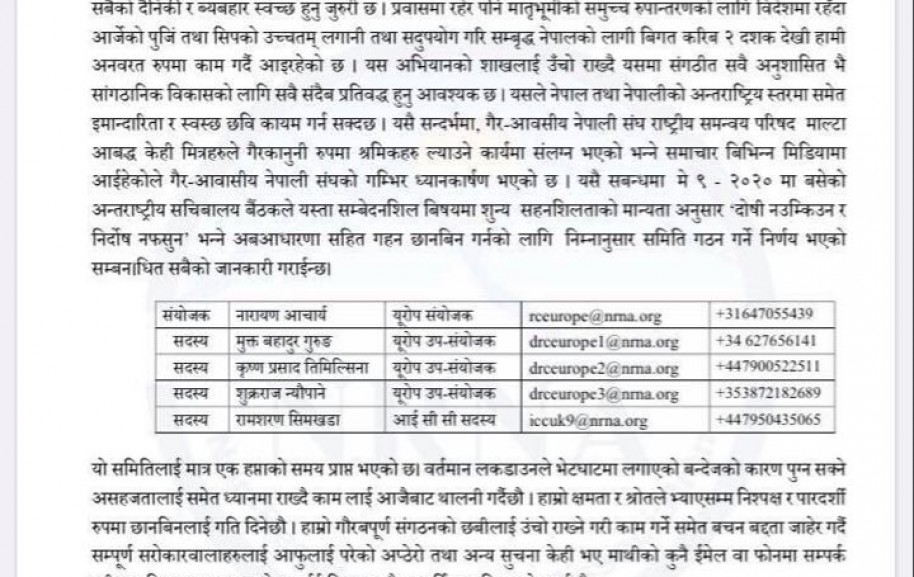 सबैको दैनिकी र ब्यबहार स्वच्छ हुनु जुरुरी छ । प्रवासमा रहेर पनि मातृभूमीको समुच्च रुपान्तरणको लागि विदेशमा रहँदा
आर्जेको पुजिं तथा सिपको उच्चतम् लगानी तथा सदुपयोग गरि सम्बृद्ध नेपालको लागी बिगत करिब २ दशक देखी हामी
अनवरत रुपमा काम गर्दै आइरहेको छ । यस अभियानको शाखलाई उँचो राख्दै यसमा संगठीत सवै अनुशासित भै
सांगठानिक विकासको लागि सवै सदैब प्रतिवद्ध हुनु आवश्यक छ । यसले नेपाल तथा नेपालीको अन्तराष्ट्रिय स्तरमा समेत
इमान्दारिता र स्वस्छ छवि कायम गर्न सक्दछ । यसै सन्दर्भमा, गैर-आवसीय नेपाली संघ राष्ट्रीय समन्वय परिषद माल्टा
आबद्ध केही मित्रहरुले गैरकानुनी रुपमा श्रमिकहरु ल्याउने कार्यमा संलग्न भएको भन्ने समाचार बिभिन्न मिडियामा
आईहेकोले गैर-आवासीय नेपाली संघको गम्भिर ध्यानकार्षण भएको छ । यसै सबन्धमा मे ९ - २०२० मा बसेको
अन्तराष्ट्रीय सचिबालय बैंठकले यस्ता सम्बेदनशिल बिषयमा शुन्य सहनशिलताको मान्यता अनुसार ‘दोषी नउम्किउन र
निर्दोष नफसुन’ भन्ने अबआधारणा सहित गहन छानबिन गर्नको लागि निम्नानुसार समिति गठन गर्ने निर्णय भएको
सम्बनाधित सबैको जानकारी गराईन्छ।
संयोजक नारायण आचार्य यूरोप संयोजक rceurope@nrna.org +31647055439
सदस्य मुक्त बहादुर गुरुङ यूरोप उप-संयोजक drceurope1@nrna.org +34 627656141
सदस्य कृष्ण प्रसाद तिमिल्सिना यूरोप उप-संयोजक drceurope2@nrna.org +447900522511
सदस्य शुक्रराज न्यौपाने यूरोप उप-संयोजक drceurope3@nrna.org +353872182689
सदस्य रामशरण सिमखडा आई सी सी सदस्य iccuk9@nrna.org +447950435065
यो समितिलाई मात्र एक हप्ताको समय प्राप्त भएको छ। वर्तमान लकडाउनले भेटघाटमा लगाएको बन्देजको कारण पुग्न सक्ने
असहजतालाई समेत ध्यानमा राख्दै काम लाई आजैबाट थालनी गर्दैछौ । हाम्रो क्षमता र श्रोतले भ्याएसम्म निश्पक्ष र पारदर्शी
रुपमा छानबिनलाई गति दिनेछौ । हाम्रो गौरबपूर्ण संगठनको छबीलाई उंचो राख्ने गरी काम गर्ने समेत बचन बद्दता जाहेर गर्दै
सम्पूर्ण सरोकारवालाहरुलाई आफुलाई परेको अप्ठेरो तथा अन्य सुचना केही भए माथीको कुनै ईमेल वा फोनमा सम्पर्क